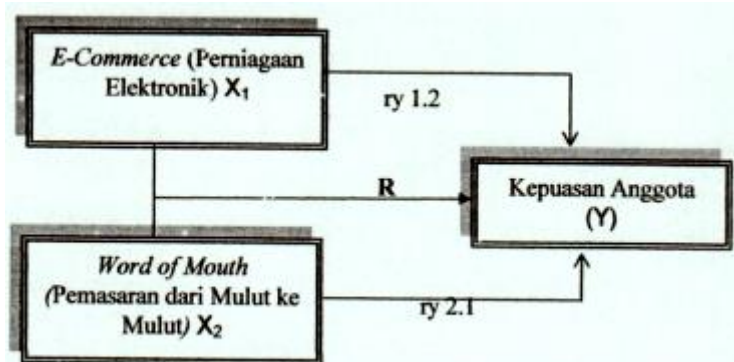 E-Commerce (Perniagaan
Elektronik) X₁
ry 1.2
R
Kepuasan Anggota
(Y)
Word of Mouth
(Pemasaran dari Mulut ke
Mulut) X₂
ry 2.1